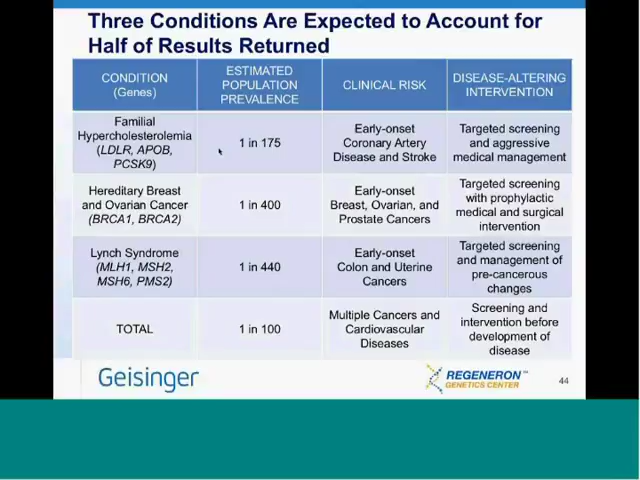 Three Conditions Are Expected to Account for
Half of Results Returned
CONDITION
(Genes)
ESTIMATED
POPULATION
PREVALENCE
CLINICAL RISK
DISEASE-ALTERING
INTERVENTION
Familial
Hypercholesterolemia
(LDLR, APOB,
PCSK9)
1 in 175
Early-onset
Coronary Artery
Disease and Stroke
Targeted screening
and aggressive
medical management
Hereditary Breast
and Ovarian Cancer
(BRCA1, BRCA2)
1 in 400
Early-onset
Breast, Ovarian, and
Prostate Cancers
Targeted screening
with prophylactic
medical and surgical
intervention
Lynch Syndrome
(MLH1, MSH2,
MSH6, PMS2)
1 in 440
Early-onset
Colon and Uterine
Cancers
Targeted screening
and management of
pre-cancerous
changes
TOTAL
1 in 100
Multiple Cancers and
Cardiovascular
Diseases
Screening and
intervention before
development of
disease
Geisinger
REGENERON™
GENETICS CENTER
44